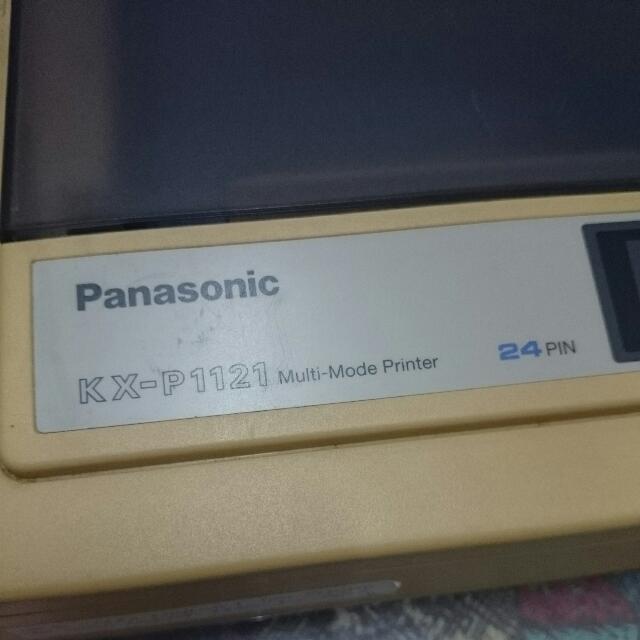 Panasonic
KX-P1121 Multi-Mode Printer
24 PIN